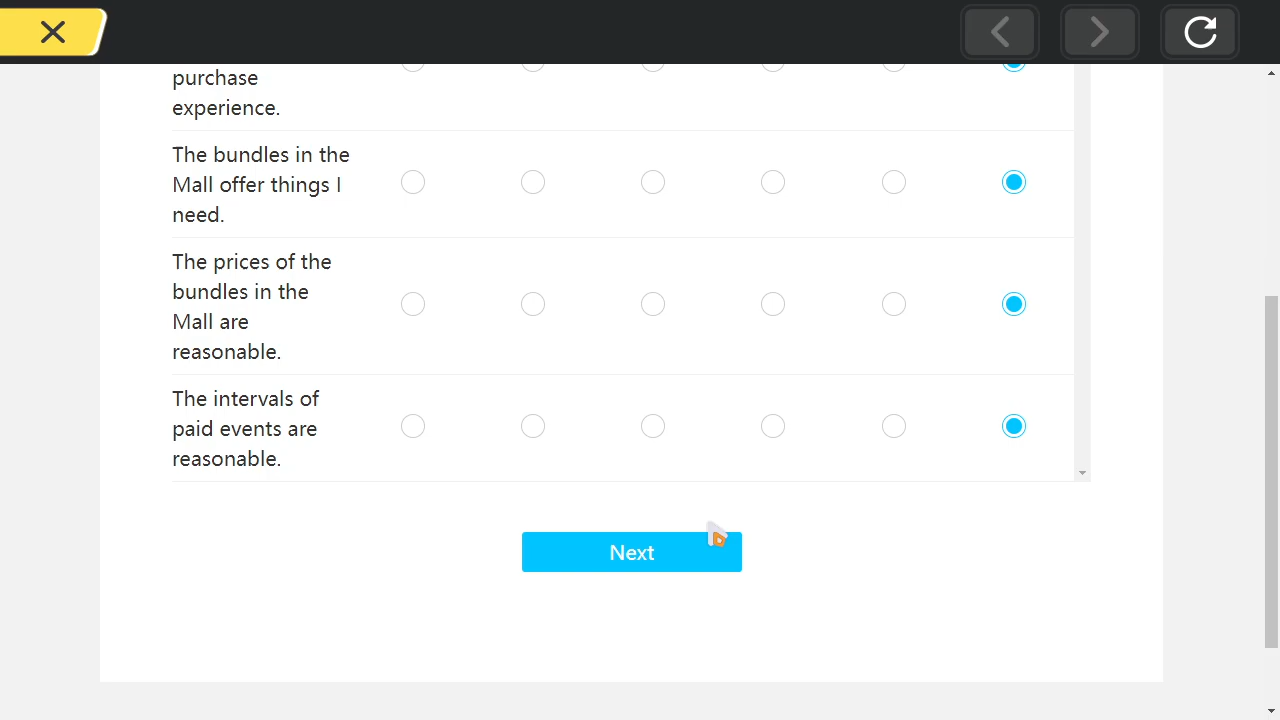 purchase
experience.
The bundles in the
Mall offer things I
need.
The prices of the
bundles in the
Mall are
reasonable.
The intervals of
paid events are
reasonable.
Next